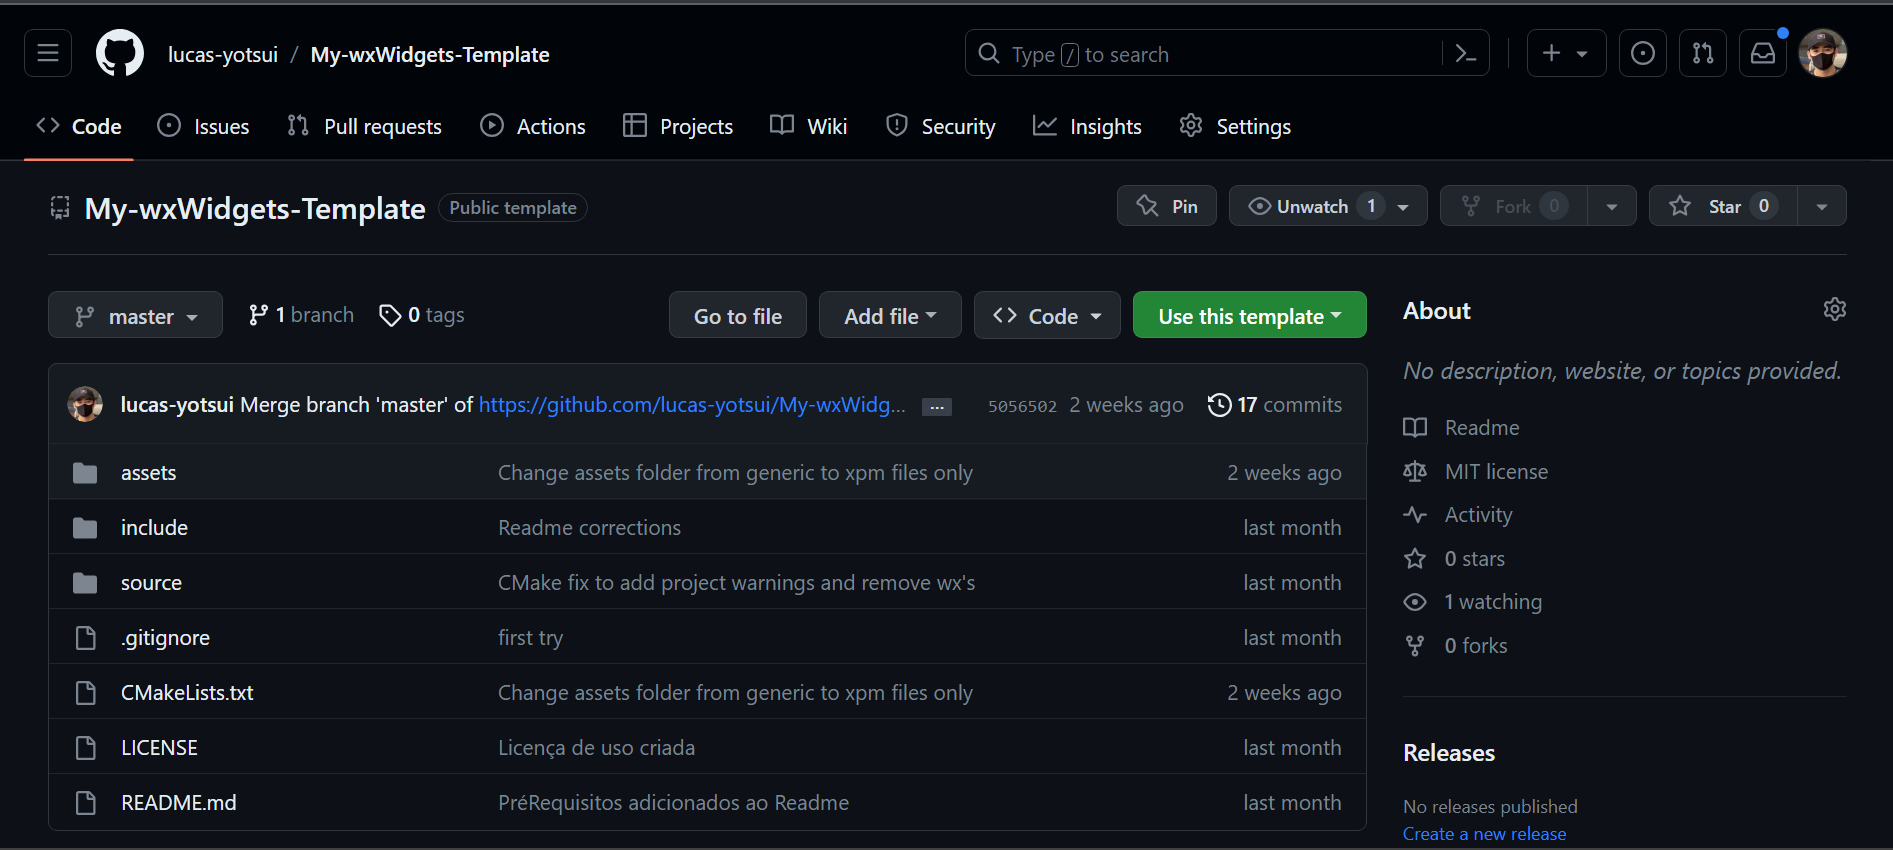 lucas-yotsui / My-wxWidgets-Template
Type / to search
Code Issues Pull requests Actions Projects Wiki Security Insights Settings
My-wxWidgets-Template Public template
Pin Unwatch 1 Fork 0 Star 0
master 1 branch 0 tags Go to file Add file Code Use this template
lucas-yotsui Merge branch 'master' of https://github.com/lucas-yotsui/My-wxWidg... ... 5056502 2 weeks ago 17 commits
assets Change assets folder from generic to xpm files only 2 weeks ago
include Readme corrections last month
source CMake fix to add project warnings and remove wx's last month
.gitignore first try last month
CMakeLists.txt Change assets folder from generic to xpm files only 2 weeks ago
LICENSE Licença de uso criada last month
README.md PréRequisitos adicionados ao Readme last month
About
No description, website, or topics provided.
Readme
MIT license
Activity
0 stars
1 watching
0 forks
Releases
No releases published
Create a new release